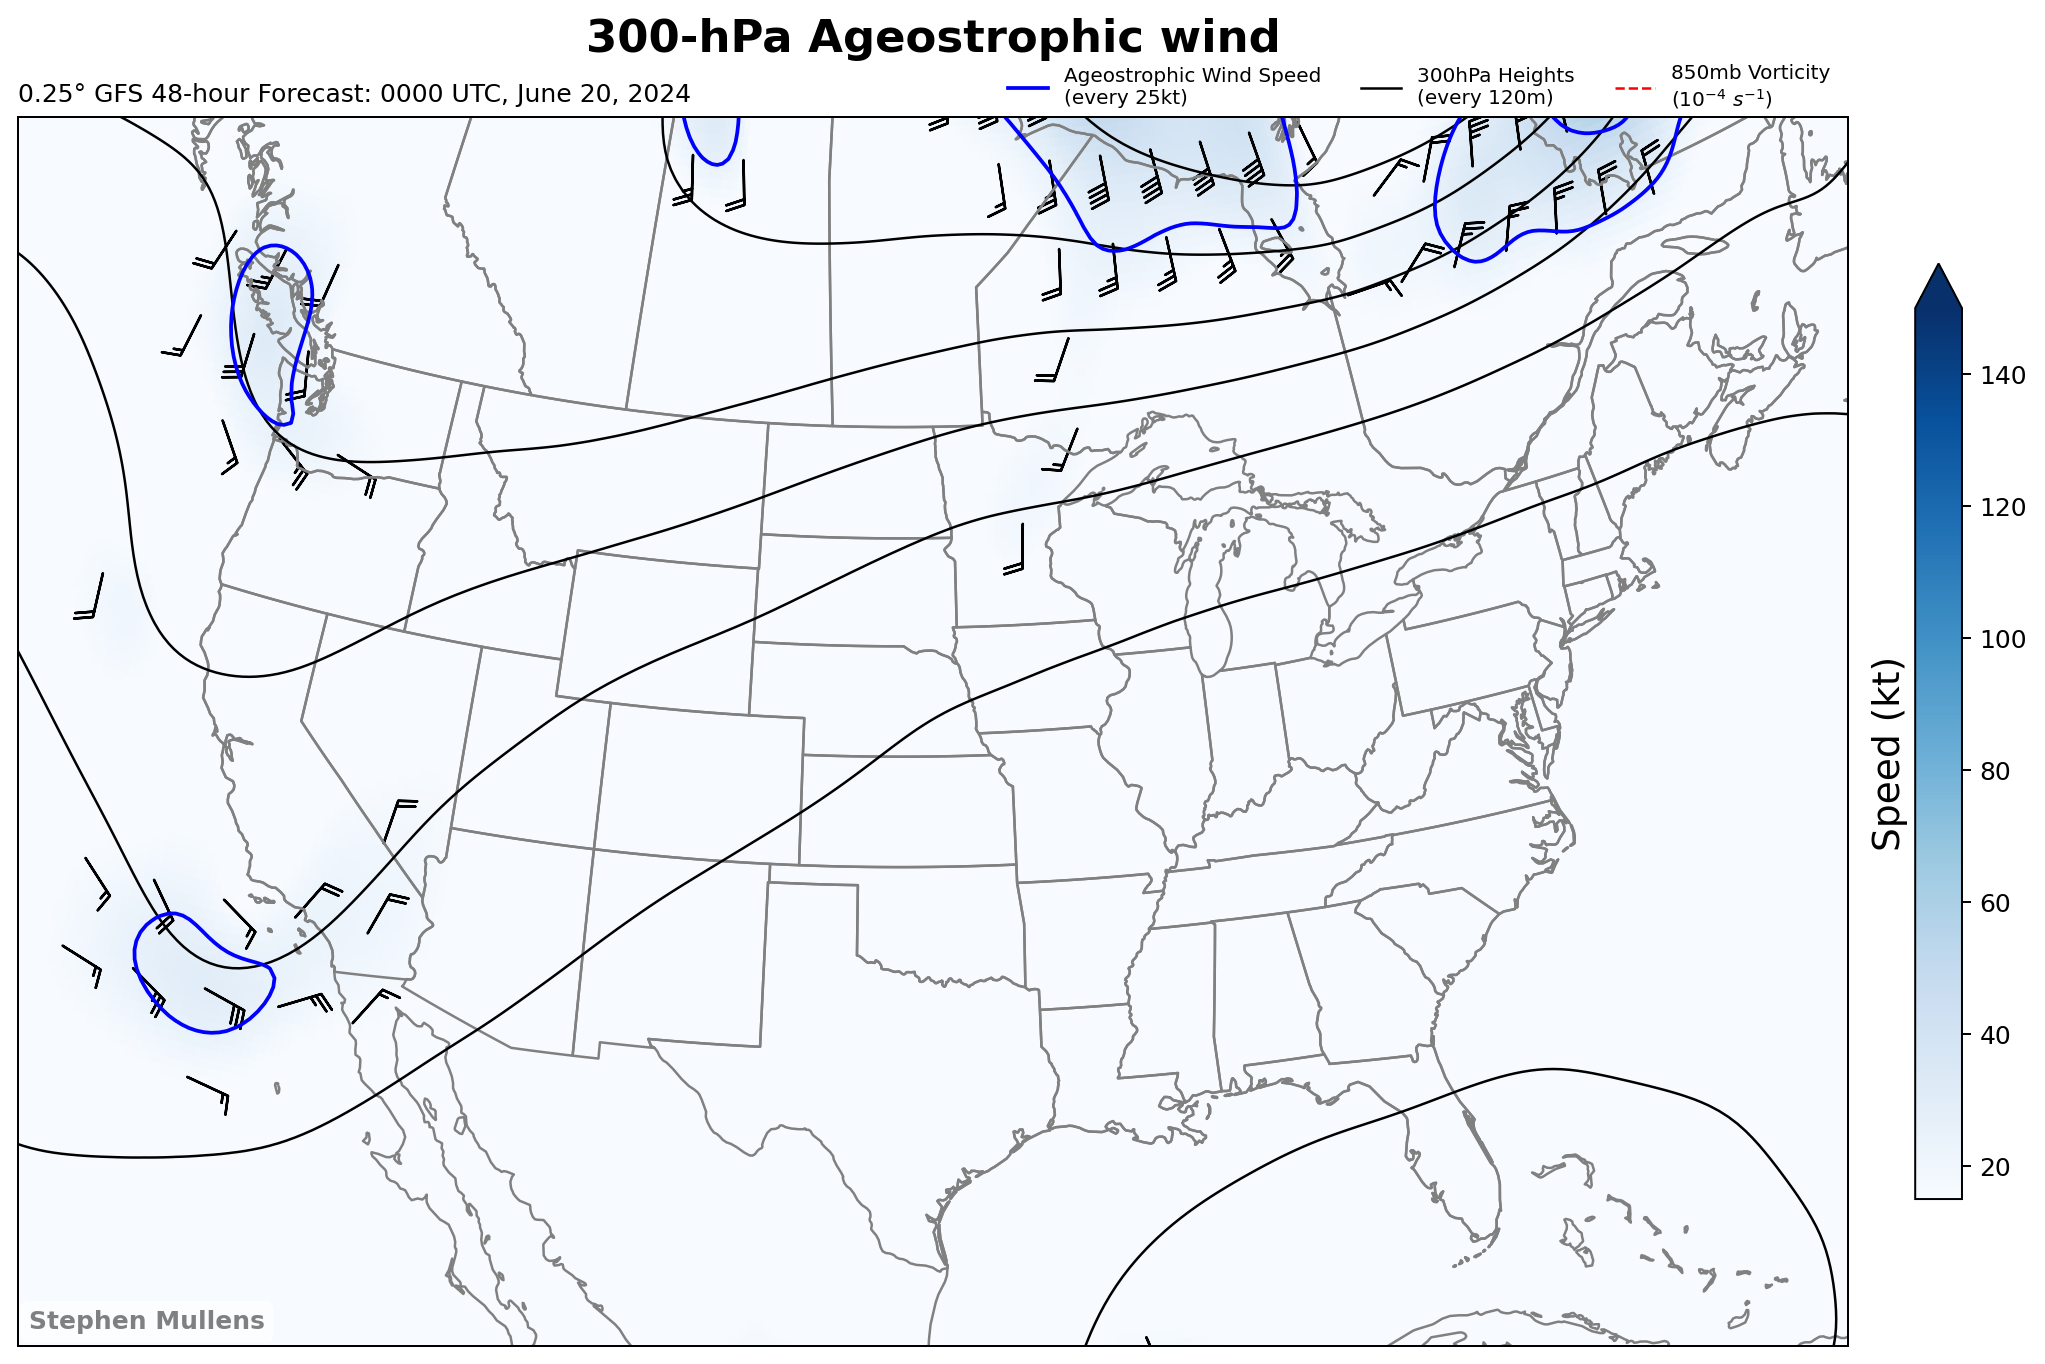 300-hPa Ageostrophic wind
0.25° GFS 48-hour Forecast: 0000 UTC, June 20, 2024
Ageostrophic Wind Speed
(every 25kt)
300hPa Heights
(every 120m)
850mb Vorticity
(10⁻⁴ s⁻¹)
140
120
100
80
60
40
20
Speed (kt)
Stephen Mullens